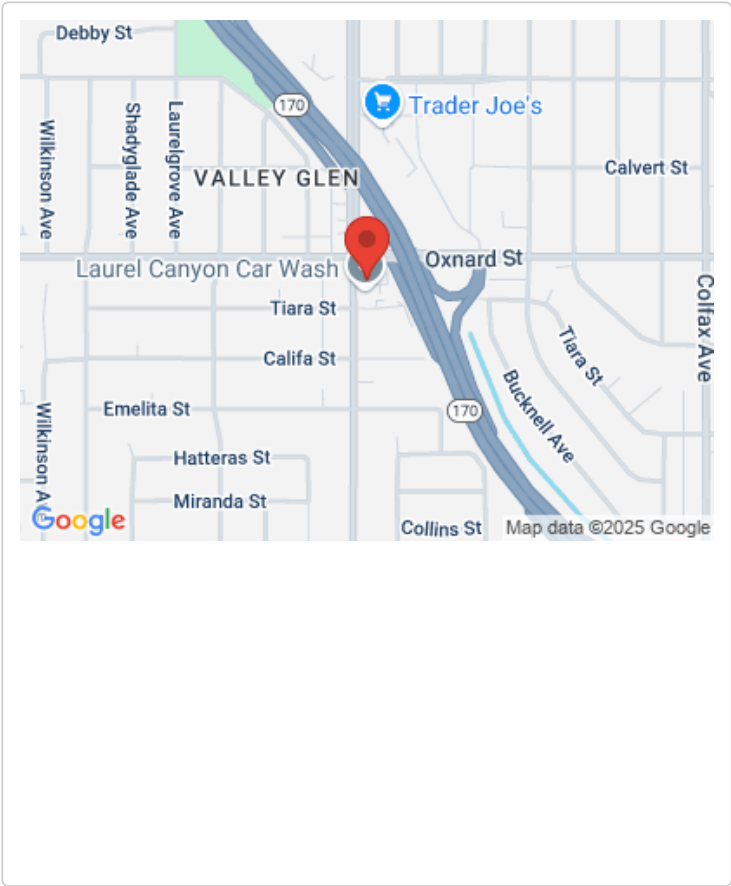 Debby St
170
Trader Joe's
Wilkinson Ave
Shadyglade Ave
Laurelgrove Ave
Calvert St
VALLEY GLEN
Oxnard St
Laurel Canyon Car Wash
Tiara St
Colfax Ave
Tiara St
Califa St
Bucknell Ave
Emelita St
170
Wilkinson A
Hatteras St
Miranda St
Google
Collins St
Map data ©2025 Google